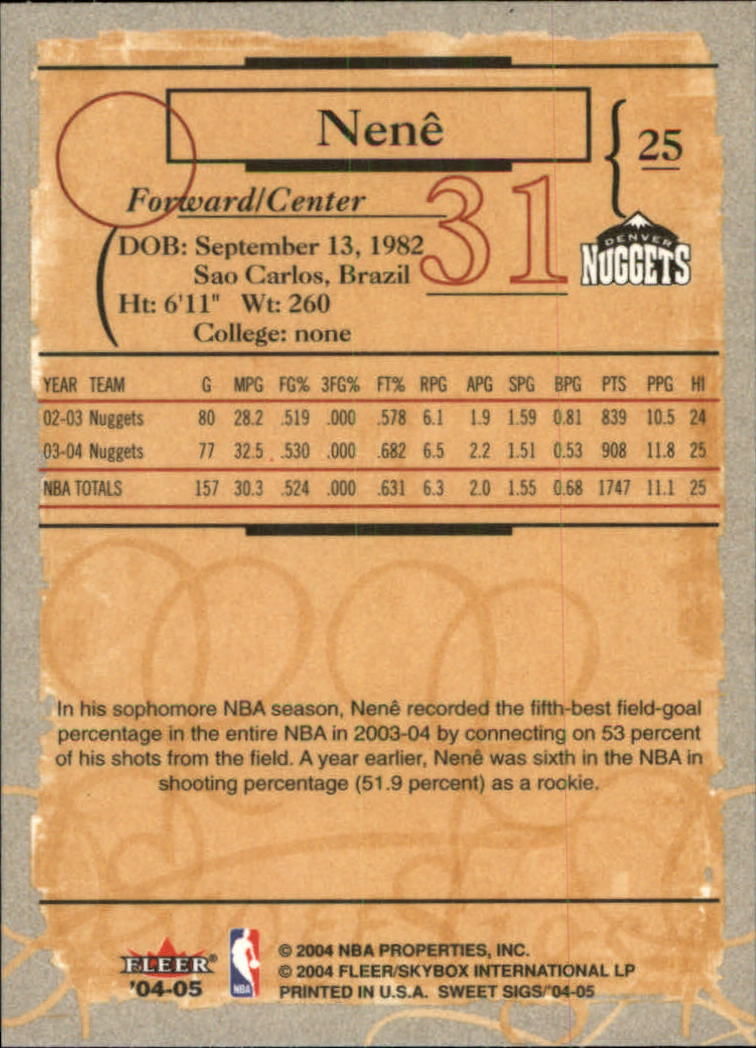 Nenê
25
Forward/Center
31
DOB: September 13, 1982
Sao Carlos, Brazil
Ht: 6'11" Wt: 260
College: none
DENVER
NUGGETS
YEAR TEAM G MPG FG% 3FG% FT% RPG APG SPG BPG PTS PPG HI
02-03 Nuggets 80 28.2 .519 .000 .578 6.1 1.9 1.59 0.81 839 10.5 24
03-04 Nuggets 77 32.5 .530 .000 .682 6.5 2.2 1.51 0.53 908 11.8 25
NBA TOTALS 157 30.3 .524 .000 .631 6.3 2.0 1.55 0.68 1747 11.1 25
In his sophomore NBA season, Nenê recorded the fifth-best field-goal
percentage in the entire NBA in 2003-04 by connecting on 53 percent
of his shots from the field. A year earlier, Nenê was sixth in the NBA in
shooting percentage (51.9 percent) as a rookie.
FLEER®
'04-05
NBA
© 2004 NBA PROPERTIES, INC.
© 2004 FLEER/SKYBOX INTERNATIONAL LP
PRINTED IN U.S.A. SWEET SIGS/'04-05